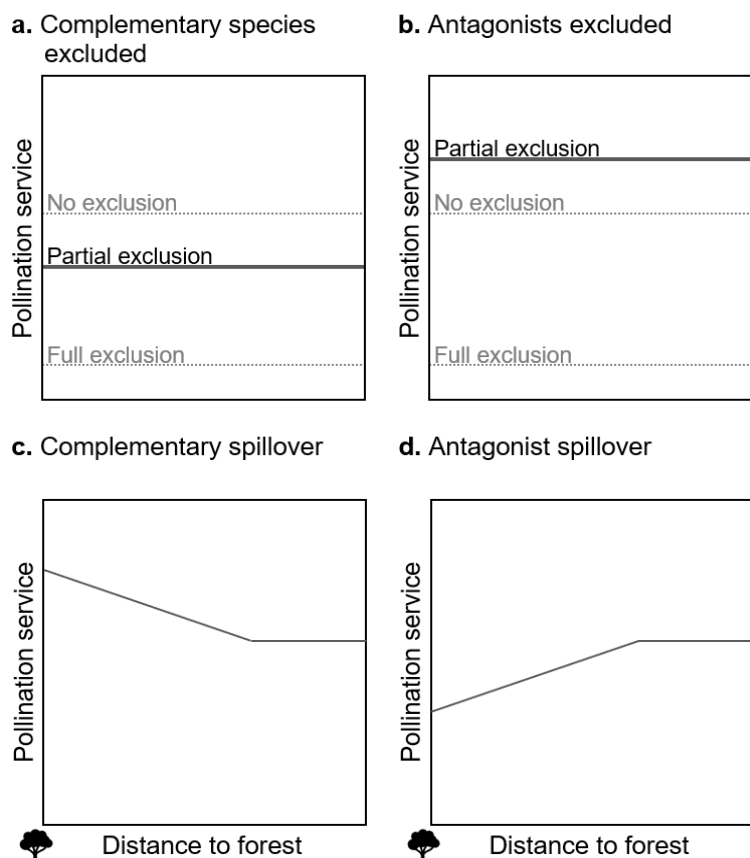 a. Complementary species
excluded
Pollination service
No exclusion
Partial exclusion
Full exclusion
b. Antagonists excluded
Pollination service
Partial exclusion
No exclusion
Full exclusion
c. Complementary spillover
Pollination service
Distance to forest
d. Antagonist spillover
Pollination service
Distance to forest